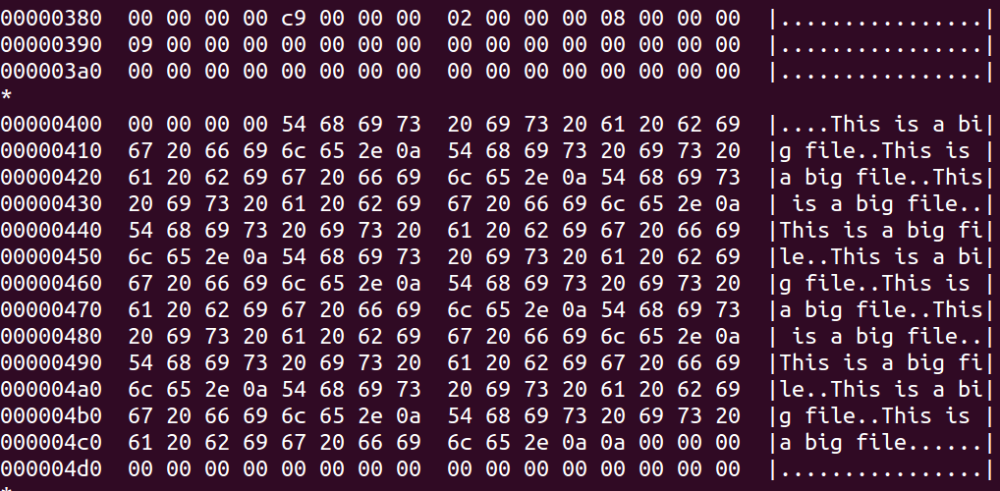 00000380  00 00 00 00 c9 00 00 00  02 00 00 00 08 00 00 00  |................|
00000390  09 00 00 00 00 00 00 00  00 00 00 00 00 00 00 00  |................|
000003a0  00 00 00 00 00 00 00 00  00 00 00 00 00 00 00 00  |................|
*
00000400  00 00 00 00 54 68 69 73  20 69 73 20 61 20 62 69  |....This is a bi|
00000410  67 20 66 69 6c 65 2e 0a  54 68 69 73 20 69 73 20  |g file..This is |
00000420  61 20 62 69 67 20 66 69  6c 65 2e 0a 54 68 69 73  |a big file..This|
00000430  20 69 73 20 61 20 62 69  67 20 66 69 6c 65 2e 0a  | is a big file..|
00000440  54 68 69 73 20 69 73 20  61 20 62 69 67 20 66 69  |This is a big fi|
00000450  6c 65 2e 0a 54 68 69 73  20 69 73 20 61 20 62 69  |le..This is a bi|
00000460  67 20 66 69 6c 65 2e 0a  54 68 69 73 20 69 73 20  |g file..This is |
00000470  61 20 62 69 67 20 66 69  6c 65 2e 0a 54 68 69 73  |a big file..This|
00000480  20 69 73 20 61 20 62 69  67 20 66 69 6c 65 2e 0a  | is a big file..|
00000490  54 68 69 73 20 69 73 20  61 20 62 69 67 20 66 69  |This is a big fi|
000004a0  6c 65 2e 0a 54 68 69 73  20 69 73 20 61 20 62 69  |le..This is a bi|
000004b0  67 20 66 69 6c 65 2e 0a  54 68 69 73 20 69 73 20  |g file..This is |
000004c0  61 20 62 69 67 20 66 69  6c 65 2e 0a 0a 00 00 00  |a big file......|
000004d0  00 00 00 00 00 00 00 00  00 00 00 00 00 00 00 00  |................|
*